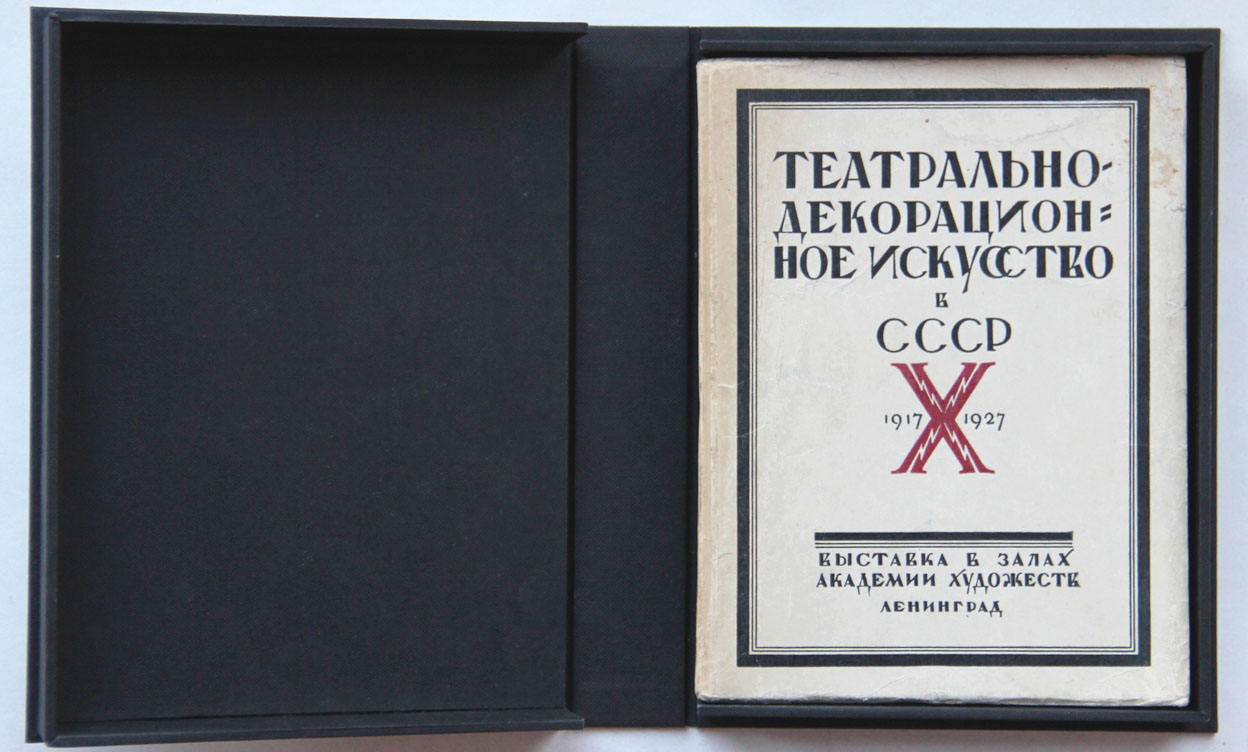 ТЕАТРАЛЬНО-
ДЕКОРАЦИОН=
НОЕ ИСКУССТВО
В
СССР
X
1917 1927
ВЫСТАВКА В ЗАЛАХ
АКАДЕМИИ ХУДОЖЕСТВ
ЛЕНИНГРАД